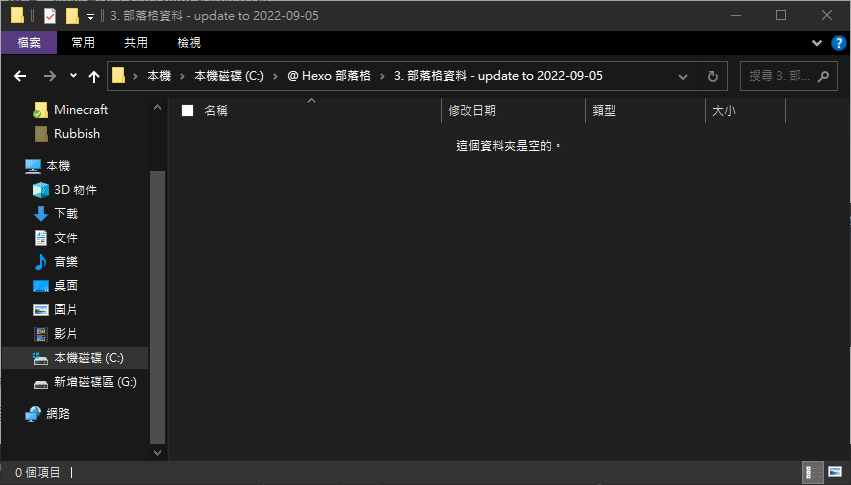 3. 部落格資料 - update to 2022-09-05
檔案 常用 共用 檢視
本機 本機磁碟 (C:) @ Hexo 部落格 3. 部落格資料 - update to 2022-09-05 搜尋 3. 部...
Minecraft
Rubbish
本機
3D 物件
下載
文件
音樂
桌面
圖片
影片
本機磁碟 (C:)
新增磁碟區 (G:)
網路
名稱 修改日期 類型 大小
這個資料夾是空的。
0 個項目